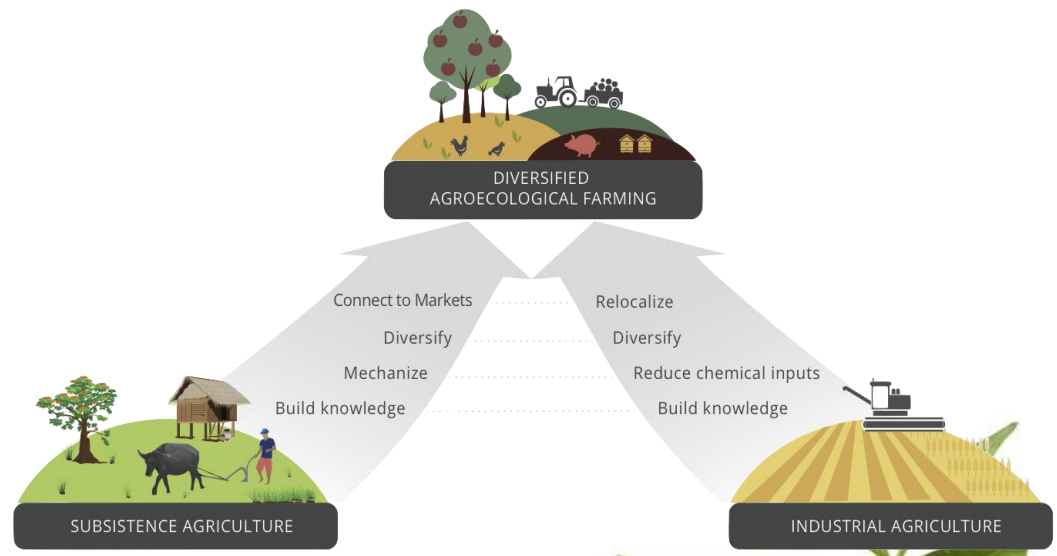 DIVERSIFIED
AGROECOLOGICAL FARMING
Connect to Markets
Relocalize
Diversify
Diversify
Mechanize
Reduce chemical inputs
Build knowledge
Build knowledge
SUBSISTENCE AGRICULTURE
INDUSTRIAL AGRICULTURE